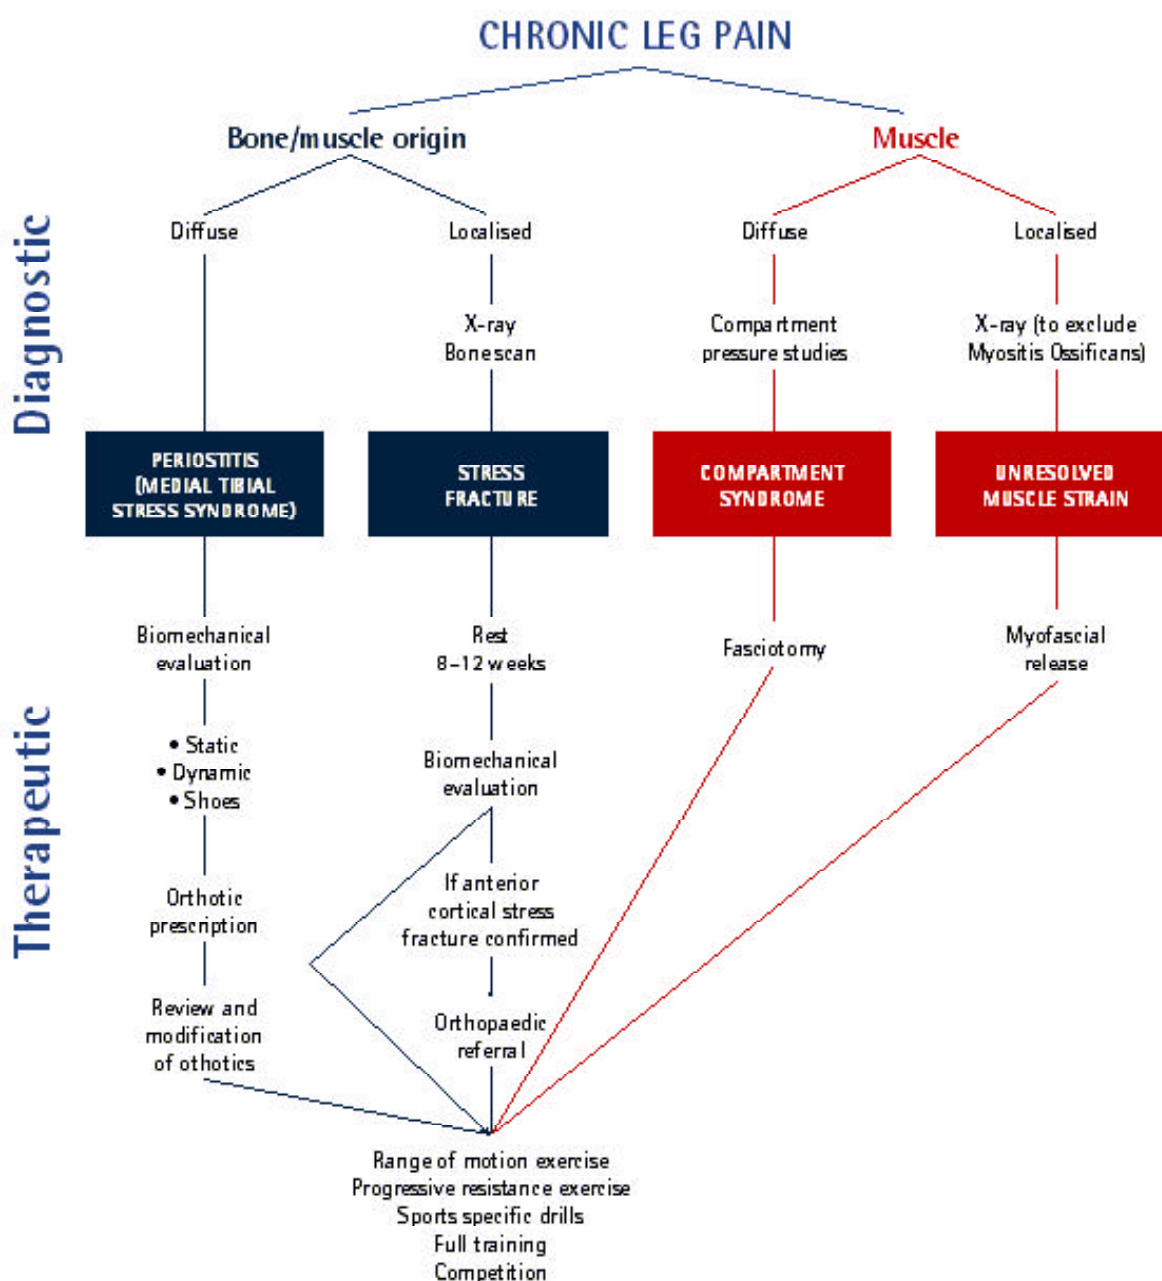 CHRONIC LEG PAIN
Bone/muscle origin
Muscle
Diagnostic
Diffuse
Localised
Diffuse
Localised
X-ray
Bonescan
Compartment
pressure studies
X-ray (to exclude
Myositis Ossificans)
PERIOSTITIS
(MEDIAL TIBIAL
STRESS SYNDROME)
STRESS
FRACTURE
COMPARTMENT
SYNDROME
UNRESOLVED
MUSCLE STRAIN
Therapeutic
Biomechanical
evaluation
• Static
• Dynamic
• Shoes
Orthotic
prescription
Review and
modification
of othotics
Rest
8–12 weeks
Biomechanical
evaluation
If anterior
cortical stress
fracture confirmed
Orthopaedic
referral
Fasciotomy
Myofascial
release
Range of motion exercise
Progressive resistance exercise
Sports specific drills
Full training
Competition